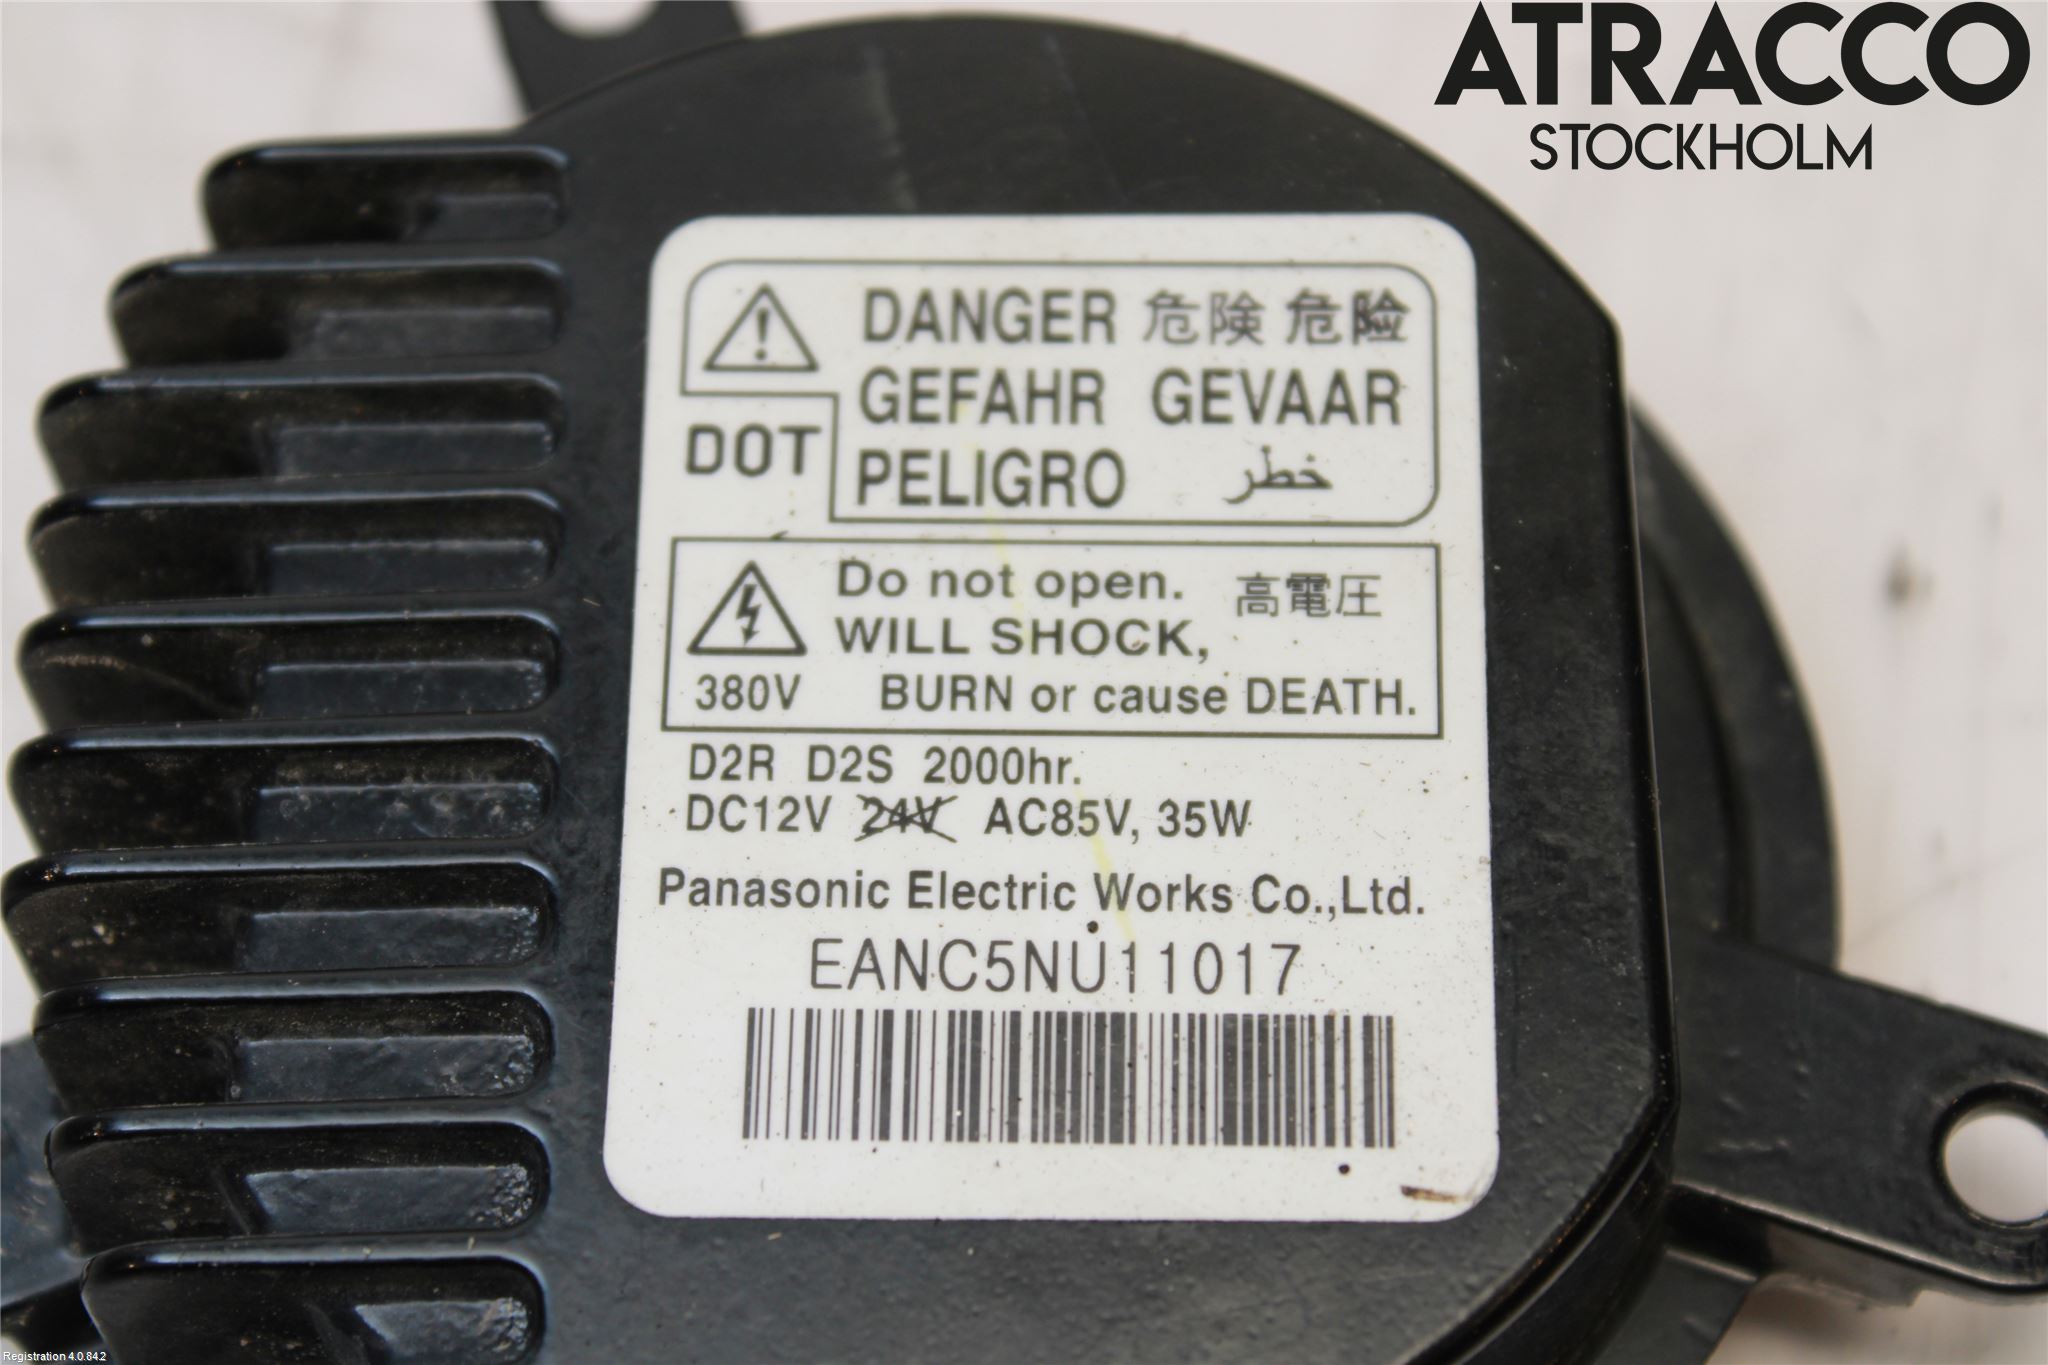 ATRACCO
STOCKHOLM
DANGER 危険 危险
GEFAHR GEVAAR
DOT
PELIGRO خطر
Do not open. 高電圧
WILL SHOCK,
380V BURN or cause DEATH.
D2R D2S 2000hr.
DC12V 24V AC85V, 35W
Panasonic Electric Works Co.,Ltd.
EANC5NU11017
Registration 4.0.84.2